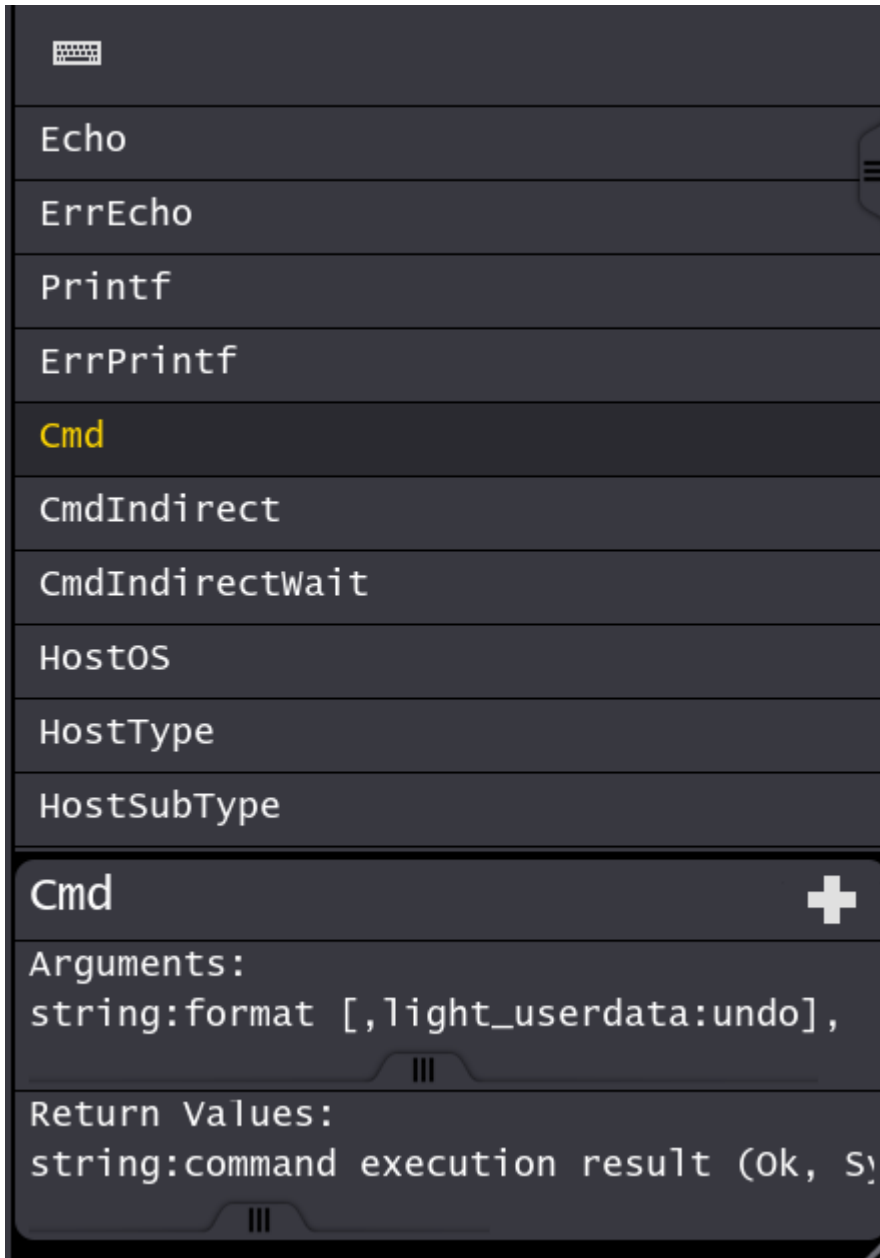 Echo
ErrEcho
Printf
ErrPrintf
Cmd
CmdIndirect
CmdIndirectWait
HostOS
HostType
HostSubType
Cmd
Arguments:
string:format [,light_userdata:undo],
Return Values:
string:command execution result (Ok,